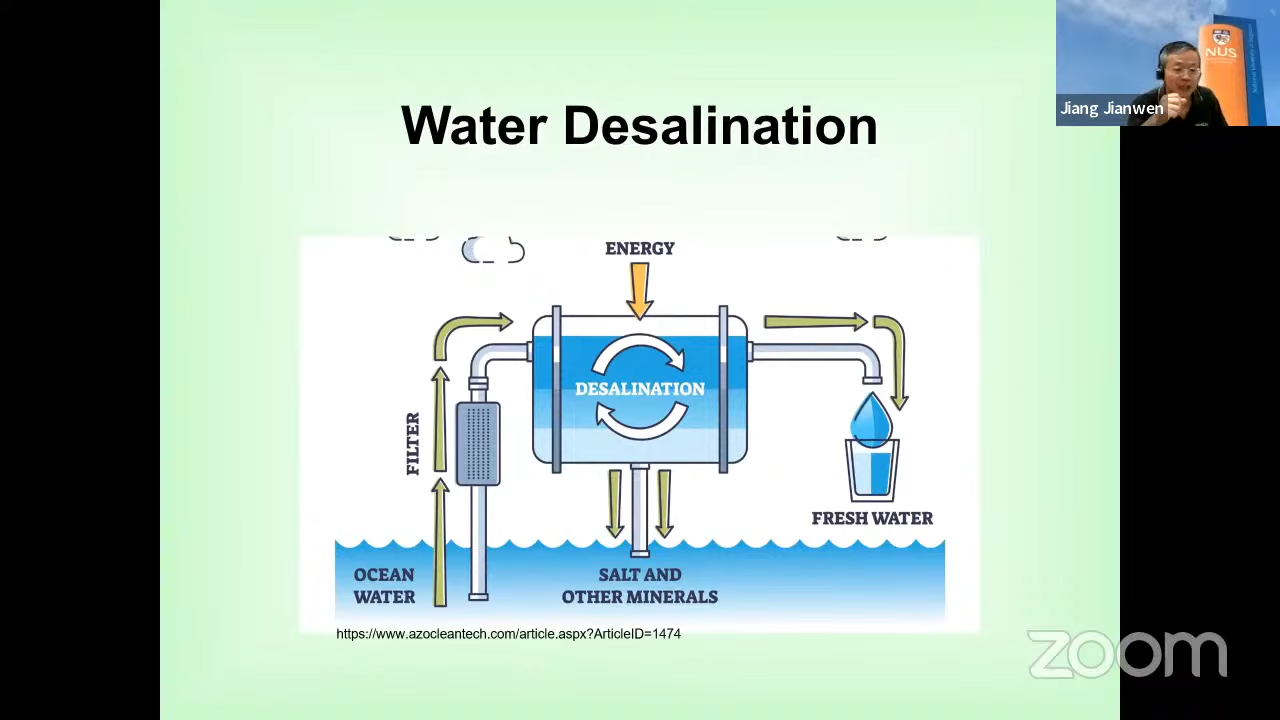 Water Desalination
NUS
Jiang Jianwen
ENERGY
DESALINATION
FILTER
FRESH WATER
OCEAN
WATER
SALT AND
OTHER MINERALS
https://www.azocleantech.com/article.aspx?ArticleID=1474
zoom